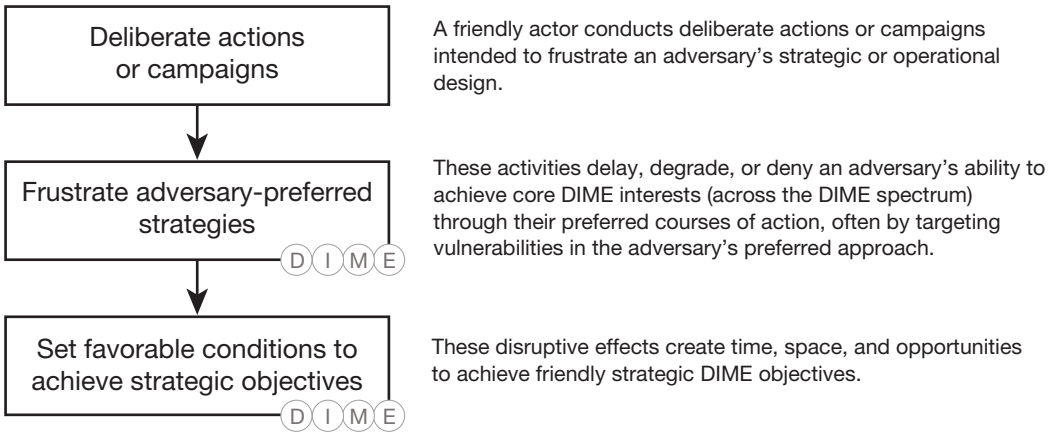 Deliberate actions
or campaigns
A friendly actor conducts deliberate actions or campaigns
intended to frustrate an adversary’s strategic or operational
design.
Frustrate adversary-preferred
strategies
D I M E
These activities delay, degrade, or deny an adversary’s ability to
achieve core DIME interests (across the DIME spectrum)
through their preferred courses of action, often by targeting
vulnerabilities in the adversary’s preferred approach.
Set favorable conditions to
achieve strategic objectives
D I M E
These disruptive effects create time, space, and opportunities
to achieve friendly strategic DIME objectives.